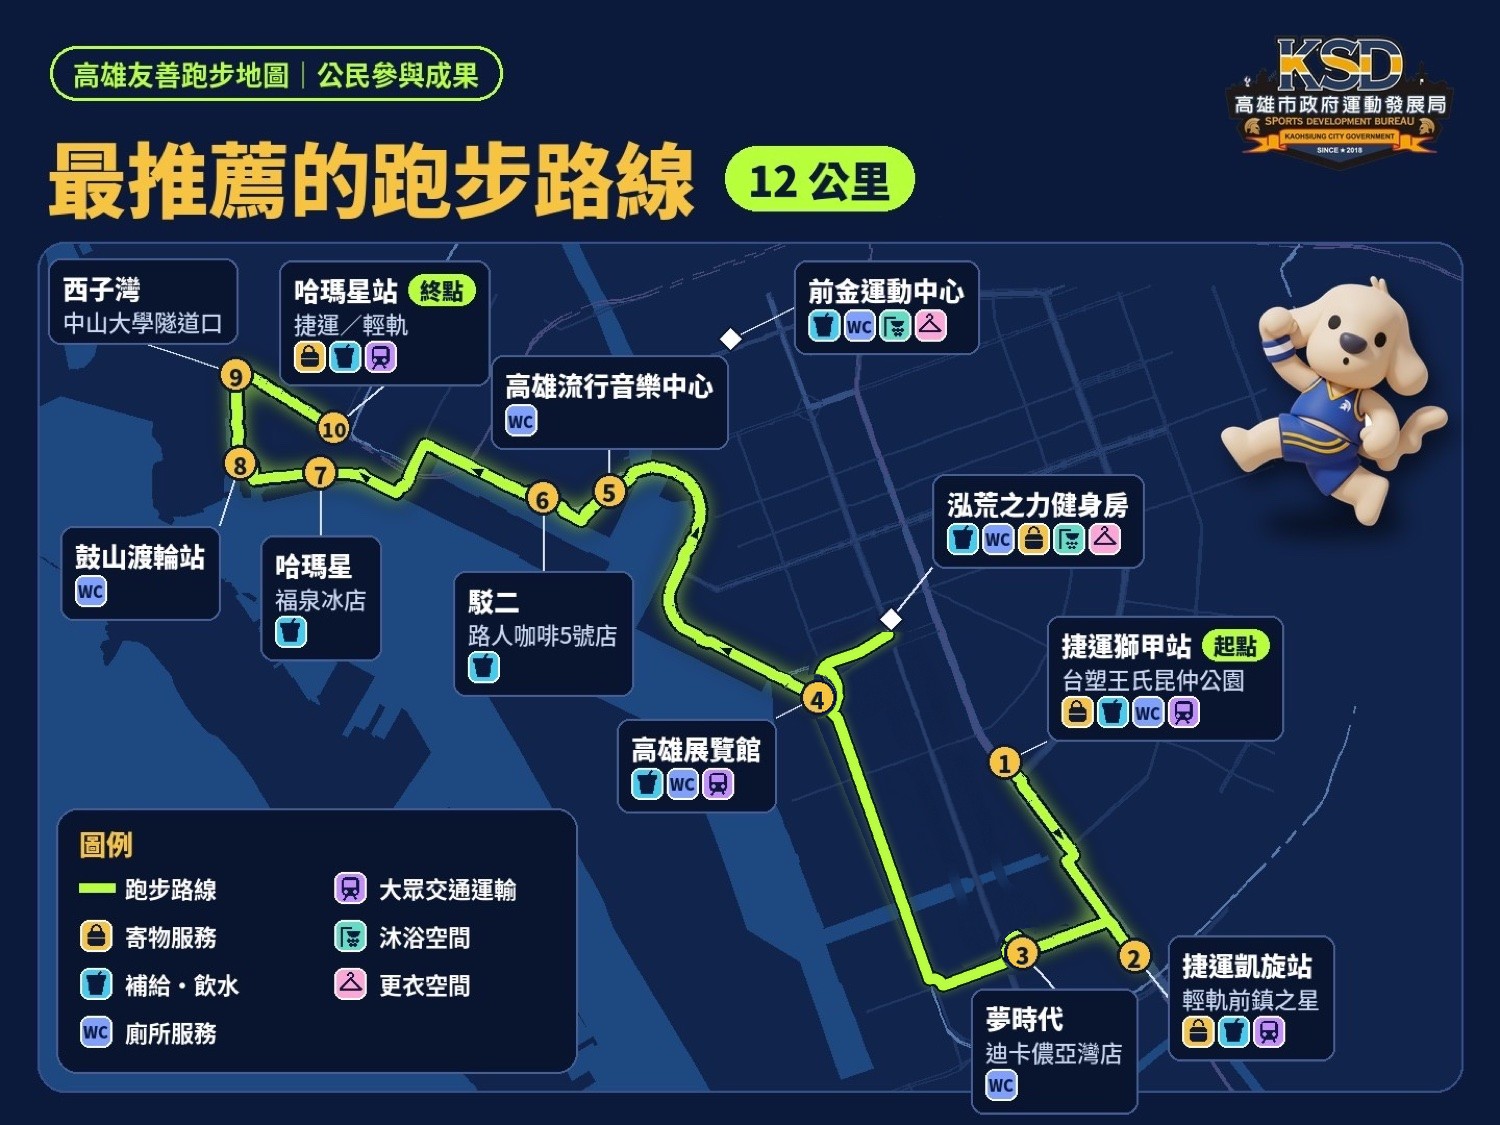 高雄友善跑步地圖｜公民參與成果
KSD
高雄市政府運動發展局
SPORTS DEVELOPMENT BUREAU
KAOHSIUNG CITY GOVERNMENT
SINCE ★ 2018
最推薦的跑步路線 12 公里
西子灣
中山大學隧道口
哈瑪星站 終點
捷運／輕軌
前金運動中心
WC
高雄流行音樂中心
WC
9
10
8
7
6
5
泓荒之力健身房
WC
鼓山渡輪站
WC
哈瑪星
福泉冰店
駁二
路人咖啡5號店
捷運獅甲站 起點
台塑王氏昆仲公園
WC
4
高雄展覽館
WC
1
3
2
捷運凱旋站
輕軌前鎮之星
夢時代
迪卡儂亞灣店
WC
圖例
跑步路線
大眾交通運輸
寄物服務
沐浴空間
補給・飲水
更衣空間
WC 廁所服務